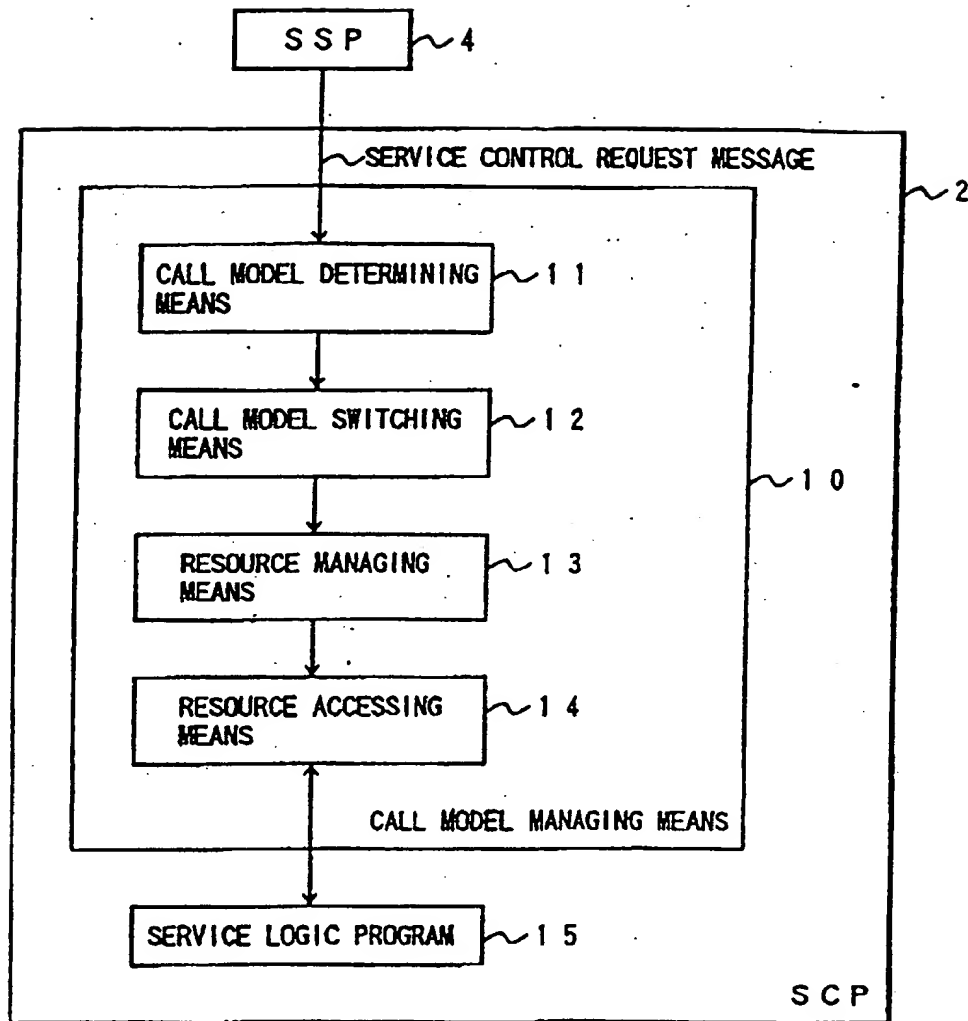 SSP 4
SERVICE CONTROL REQUEST MESSAGE
2
CALL MODEL DETERMINING
MEANS
11
CALL MODEL SWITCHING
MEANS
12
10
RESOURCE MANAGING
MEANS
13
RESOURCE ACCESSING
MEANS
14
CALL MODEL MANAGING MEANS
SERVICE LOGIC PROGRAM 15
SCP